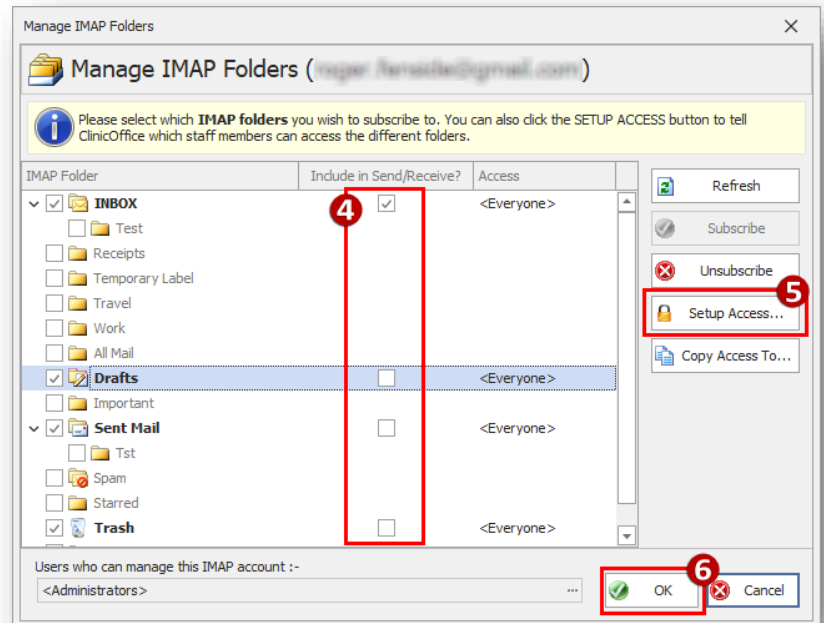 Manage IMAP Folders
Manage IMAP Folders ( )
Please select which IMAP folders you wish to subscribe to. You can also click the SETUP ACCESS button to tell
ClinicOffice which staff members can access the different folders.
IMAP Folder Include in Send/Receive? Access
INBOX 4 <Everyone>
Test
Receipts
Temporary Label
Travel
Work
All Mail
Drafts <Everyone>
Important
Sent Mail <Everyone>
Tst
Spam
Starred
Trash <Everyone>
Refresh
Subscribe
Unsubscribe
5
Setup Access...
Copy Access To...
Users who can manage this IMAP account :-
<Administrators> ...
6
OK Cancel